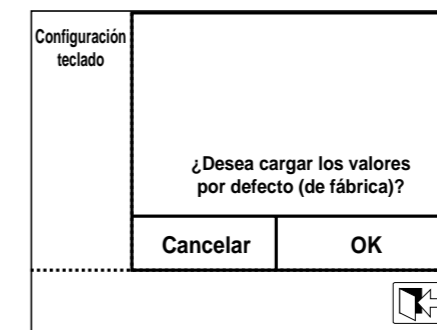 Configuración
teclado
¿Desea cargar los valores
por defecto (de fábrica)?
Cancelar
OK